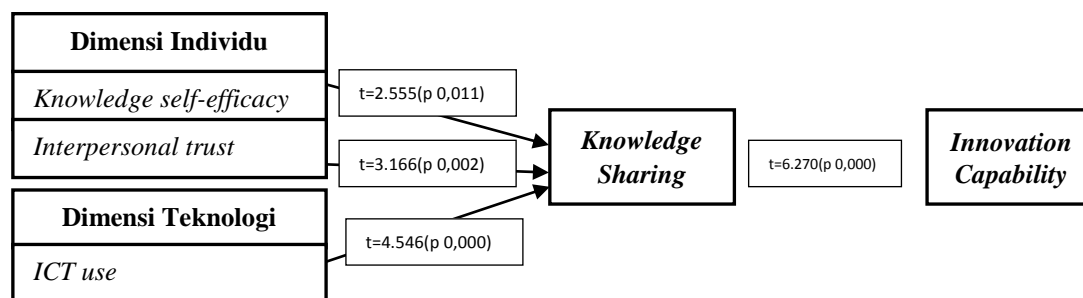 Dimensi Individu
Knowledge self-efficacy
Interpersonal trust
Dimensi Teknologi
ICT use
t=2.555(p 0,011)
t=3.166(p 0,002)
t=4.546(p 0,000)
Knowledge
Sharing
t=6.270(p 0,000)
Innovation
Capability